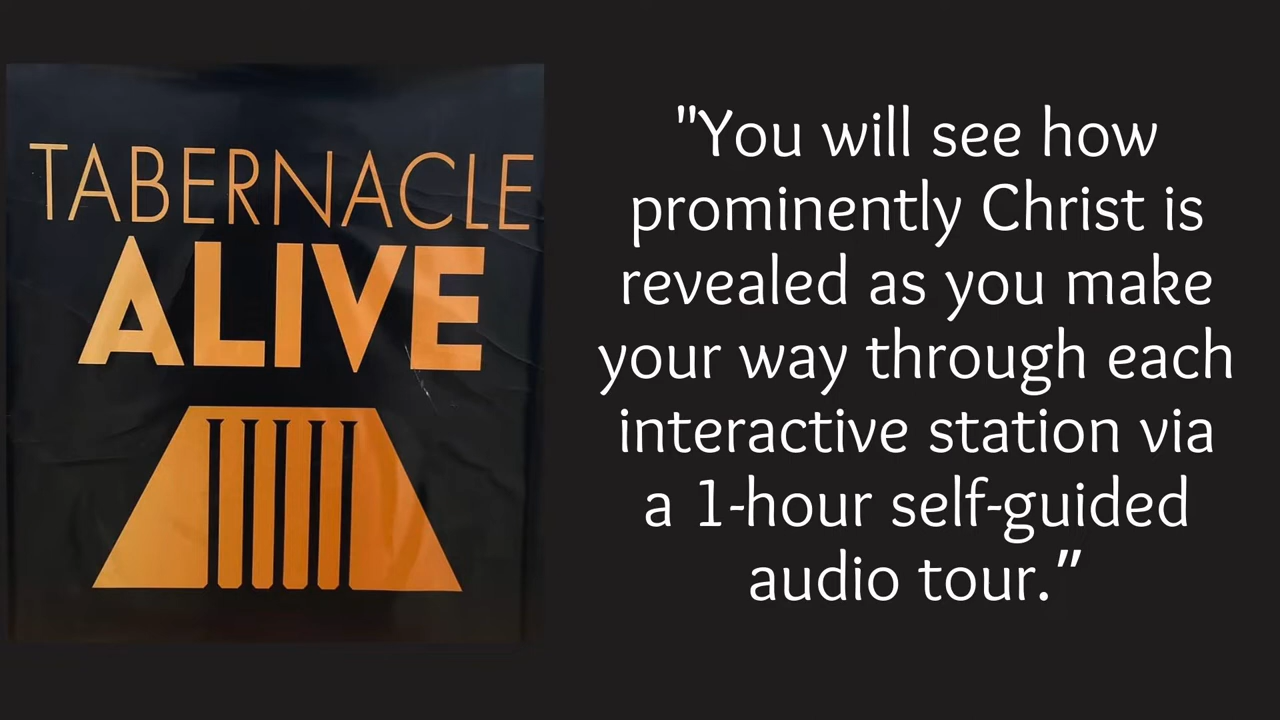 TABERNACLE
ALIVE
"You will see how
prominently Christ is
revealed as you make
your way through each
interactive station via
a 1-hour self-guided
audio tour.”